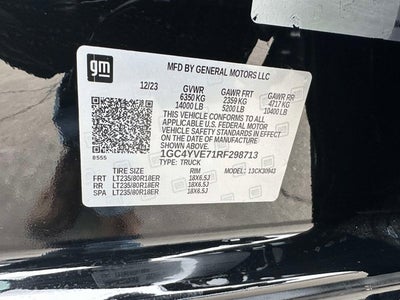 gm
MFD BY GENERAL MOTORS LLC
12/23
GVWR GAWR FRT GAWR RR
6350 KG 2359 KG 4717 KG
14000 LB 5200 LB 10400 LB
THIS VEHICLE CONFORMS TO ALL
APPLICABLE U.S. FEDERAL MOTOR
VEHICLE SAFETY STANDARDS IN
EFFECT ON THE DATE OF
MANUFACTURE SHOWN ABOVE.
8555
1GC4YVE71RF298713
TYPE: TRUCK
TIRE SIZE RIM 13CK30943
FRT LT235/80R18ER 18X6.5J
RR LT235/80R18ER 18X6.5J
SPA LT235/80R18ER 18X6.5J